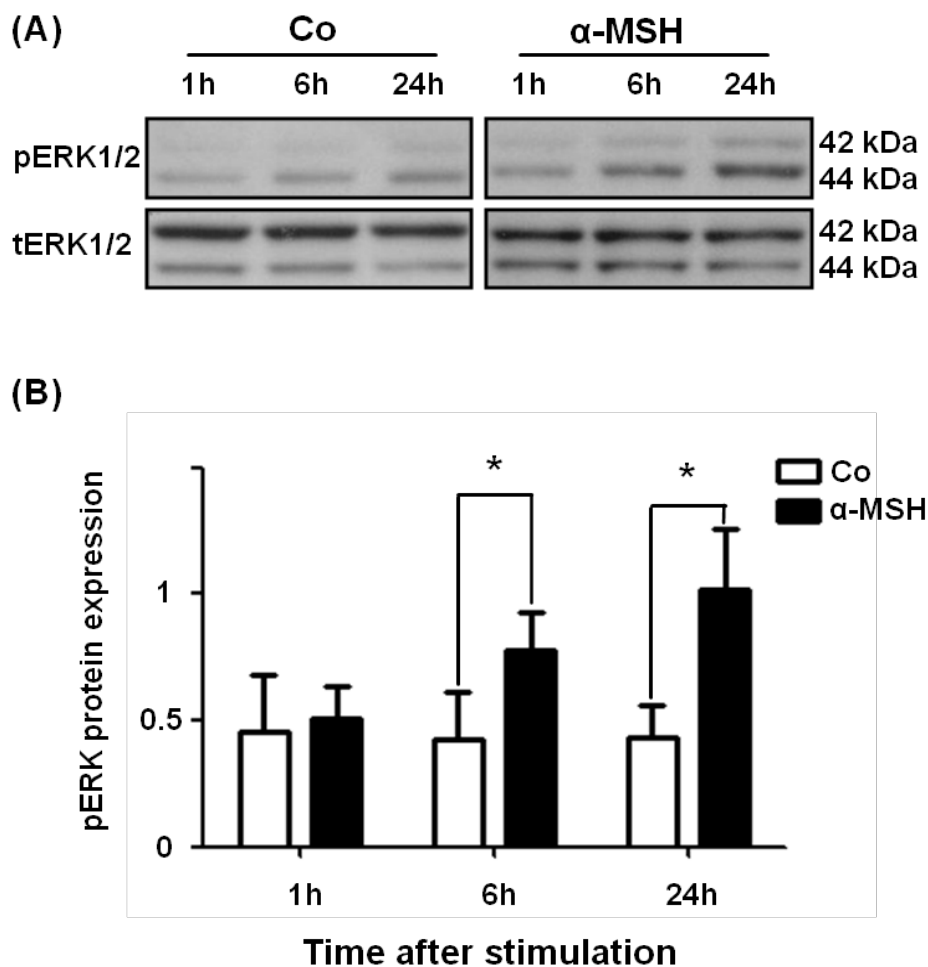 (A)
Co α-MSH
1h 6h 24h 1h 6h 24h
pERK1/2
42 kDa
44 kDa
tERK1/2
42 kDa
44 kDa
(B)
* *
Co
α-MSH
pERK protein expression
1
0.5
0
1h 6h 24h
Time after stimulation